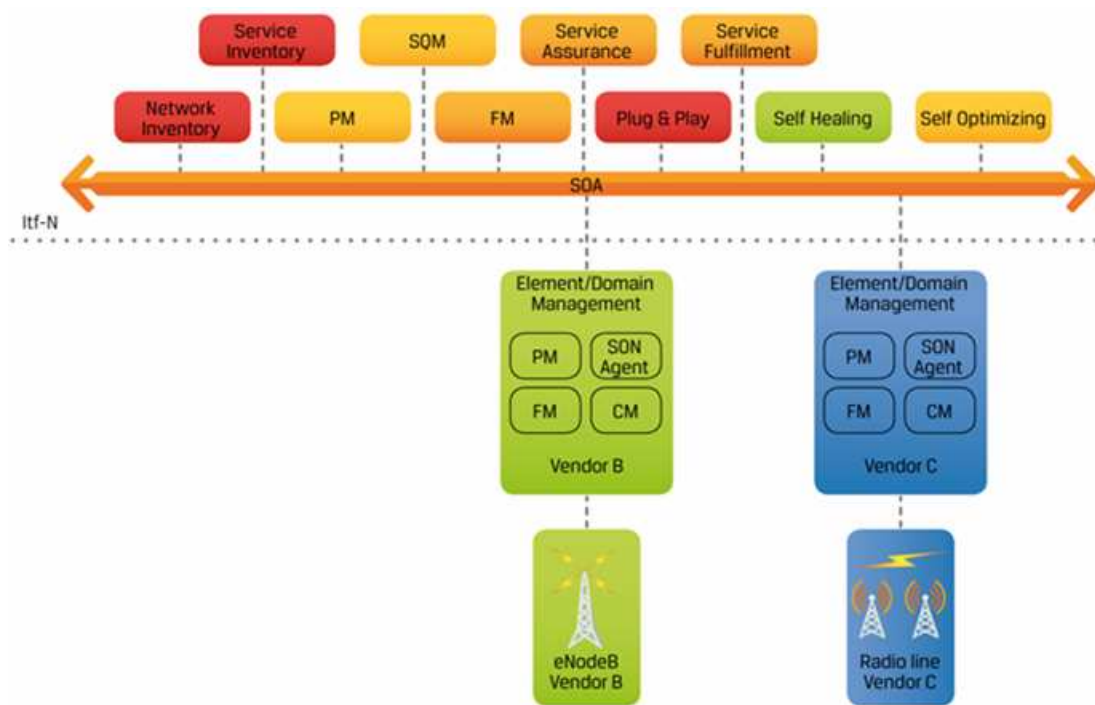 Service
Inventory
SQM
Service
Assurance
Service
Fulfillment
Network
Inventory
PM
FM
Plug & Play
Self Healing
Self Optimizing
SOA
Itf-N
Element/Domain
Management
PM
SON
Agent
FM
CM
Vendor B
Element/Domain
Management
PM
SON
Agent
FM
CM
Vendor C
eNodeB
Vendor B
Radio line
Vendor C